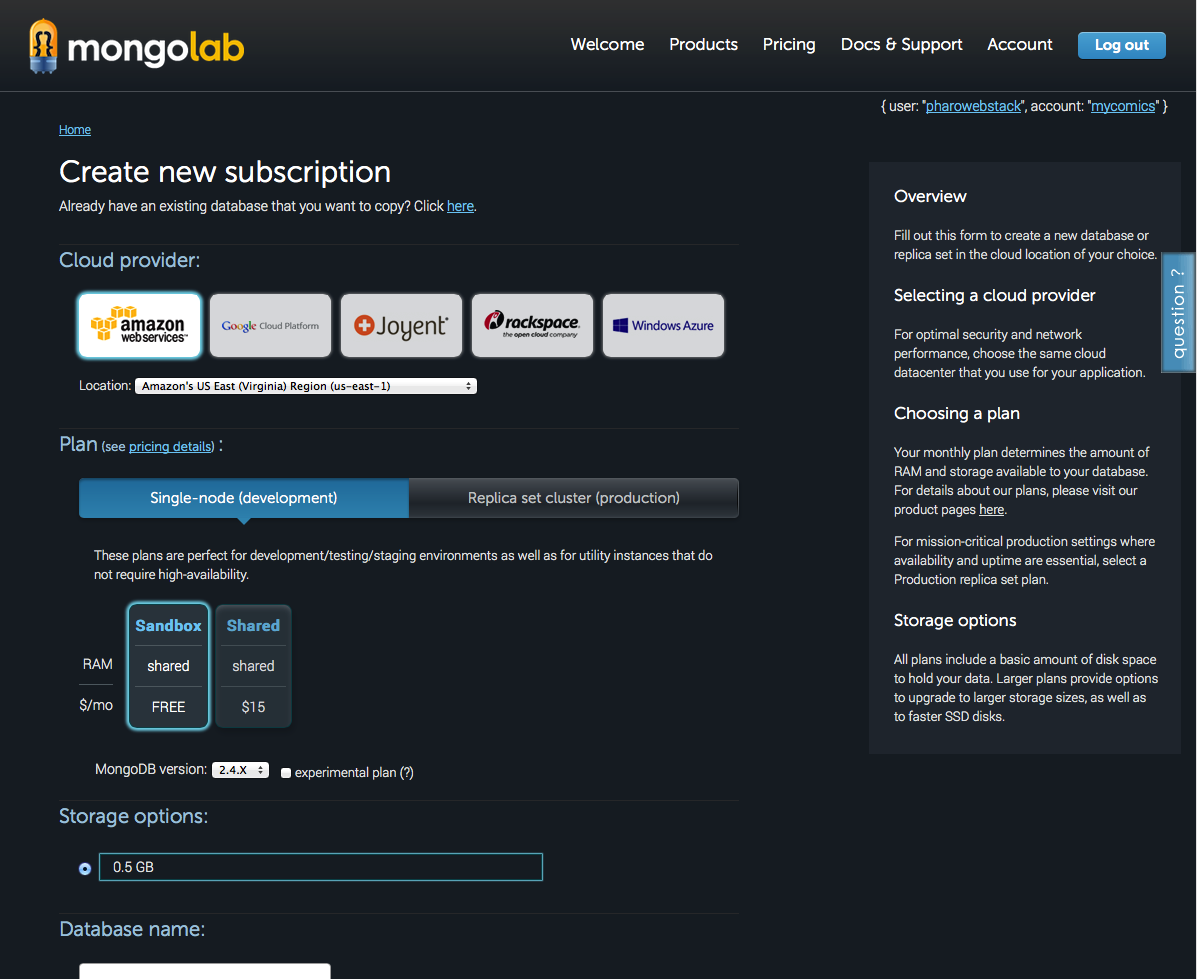 mongolab
Welcome Products Pricing Docs & Support Account Log out
{ user: "pharowebstack", account: "mycomics" }
Home
Create new subscription
Already have an existing database that you want to copy? Click here.
Cloud provider:
amazon
webservices™
Google Cloud Platform
Joyent®
rackspace.
the open cloud company
Windows Azure
Location: Amazon's US East (Virginia) Region (us-east-1)
Plan (see pricing details) :
Single-node (development) Replica set cluster (production)
These plans are perfect for development/testing/staging environments as well as for utility instances that do
not require high-availability.
Sandbox Shared
RAM shared shared
$/mo FREE $15
MongoDB version: 2.4.X experimental plan (?)
Storage options:
0.5 GB
Database name:
Overview
Fill out this form to create a new database or
replica set in the cloud location of your choice.
Selecting a cloud provider
For optimal security and network
performance, choose the same cloud
datacenter that you use for your application.
Choosing a plan
Your monthly plan determines the amount of
RAM and storage available to your database.
For details about our plans, please visit our
product pages here.
For mission-critical production settings where
availability and uptime are essential, select a
Production replica set plan.
Storage options
All plans include a basic amount of disk space
to hold your data. Larger plans provide options
to upgrade to larger storage sizes, as well as
to faster SSD disks.
question ?